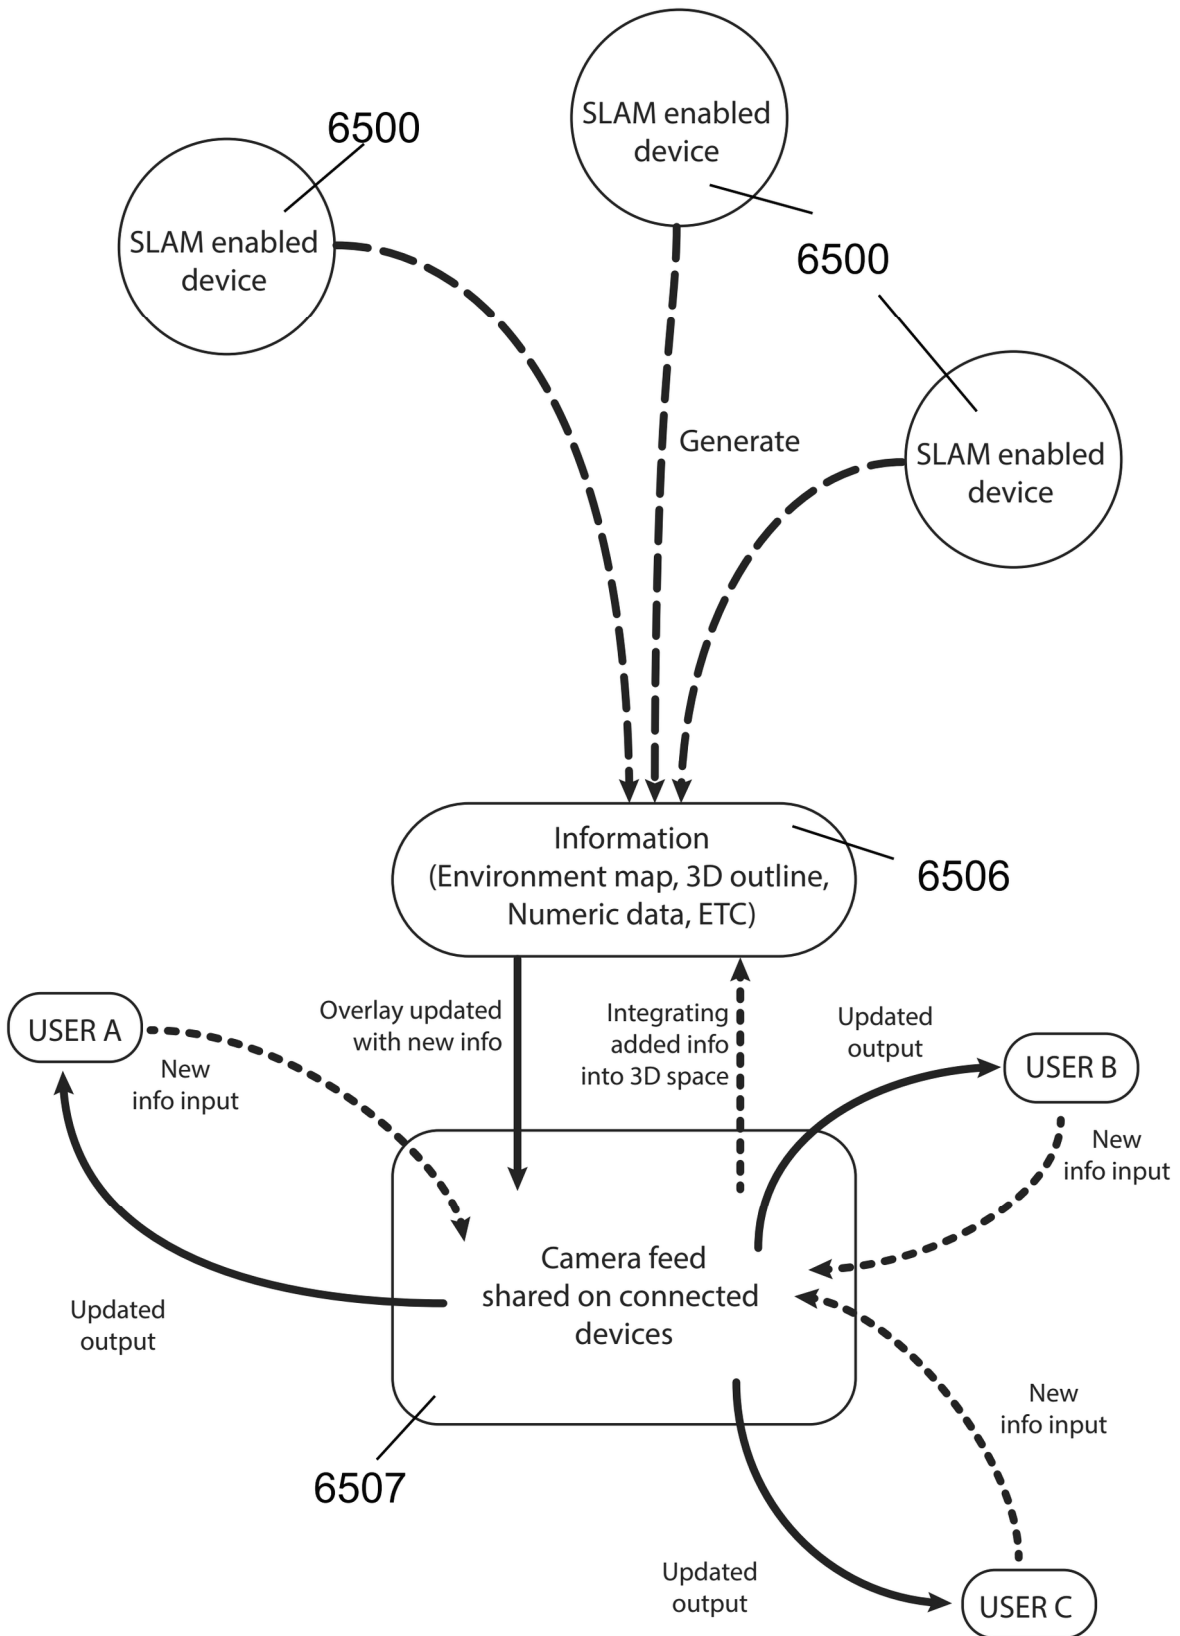 SLAM enabled
device
6500
SLAM enabled
device
6500
SLAM enabled
device
Generate
Information
(Environment map, 3D outline,
Numeric data, ETC)
6506
USER A
New
info input
Overlay updated
with new info
Integrating
added info
into 3D space
Updated
output
USER B
New
info input
Camera feed
shared on connected
devices
Updated
output
6507
New
info input
Updated
output
USER C